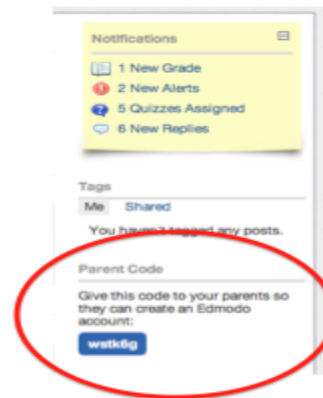 Notifications
1 New Grade
2 New Alerts
5 Quizzes Assigned
6 New Replies
Tags
Me Shared
You haven't tagged any posts.
Parent Code
Give this code to your parents so
they can create an Edmodo
account:
wstk6g